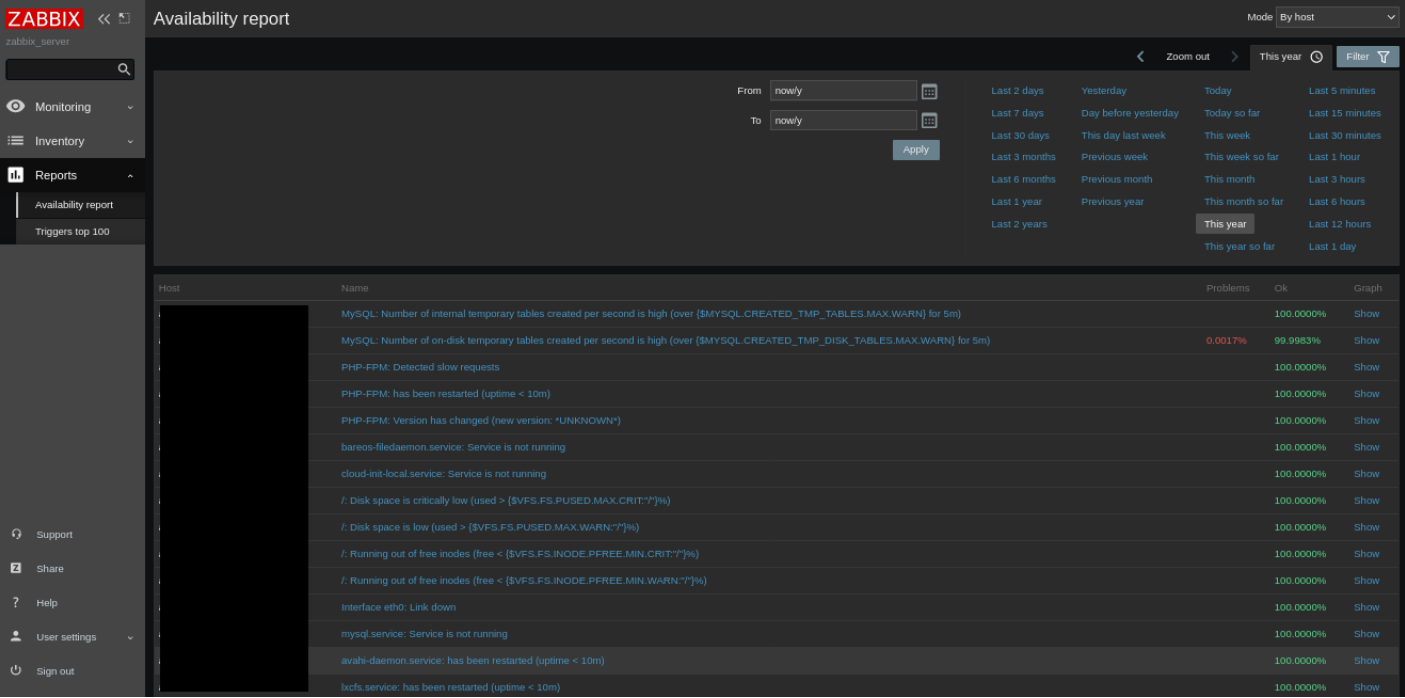 ZABBIX
zabbix_server
Monitoring
Inventory
Reports
Availability report
Triggers top 100
Support
Share
Help
User settings
Sign out
Availability report
Mode By host
Zoom out This year Filter
From now/y
To now/y
Apply
Last 2 days Yesterday Today Last 5 minutes
Last 7 days Day before yesterday Today so far Last 15 minutes
Last 30 days This day last week This week Last 30 minutes
Last 3 months Previous week This week so far Last 1 hour
Last 6 months Previous month This month Last 3 hours
Last 1 year Previous year This month so far Last 6 hours
Last 2 years This year Last 12 hours
This year so far Last 1 day
Host Name Problems Ok Graph
MySQL: Number of internal temporary tables created per second is high (over {$MYSQL.CREATED_TMP_TABLES.MAX.WARN} for 5m) 100.0000% Show
MySQL: Number of on-disk temporary tables created per second is high (over {$MYSQL.CREATED_TMP_DISK_TABLES.MAX.WARN} for 5m) 0.0017% 99.9983% Show
PHP-FPM: Detected slow requests 100.0000% Show
PHP-FPM: has been restarted (uptime < 10m) 100.0000% Show
PHP-FPM: Version has changed (new version: *UNKNOWN*) 100.0000% Show
bareos-filedaemon.service: Service is not running 100.0000% Show
cloud-init-local.service: Service is not running 100.0000% Show
/: Disk space is critically low (used > {$VFS.FS.PUSED.MAX.CRIT:"/"}%) 100.0000% Show
/: Disk space is low (used > {$VFS.FS.PUSED.MAX.WARN:"/"}%) 100.0000% Show
/: Running out of free inodes (free < {$VFS.FS.INODE.PFREE.MIN.CRIT:"/"}%) 100.0000% Show
/: Running out of free inodes (free < {$VFS.FS.INODE.PFREE.MIN.WARN:"/"}%) 100.0000% Show
Interface eth0: Link down 100.0000% Show
mysql.service: Service is not running 100.0000% Show
avahi-daemon.service: has been restarted (uptime < 10m) 100.0000% Show
lxcfs.service: has been restarted (uptime < 10m) 100.0000% Show